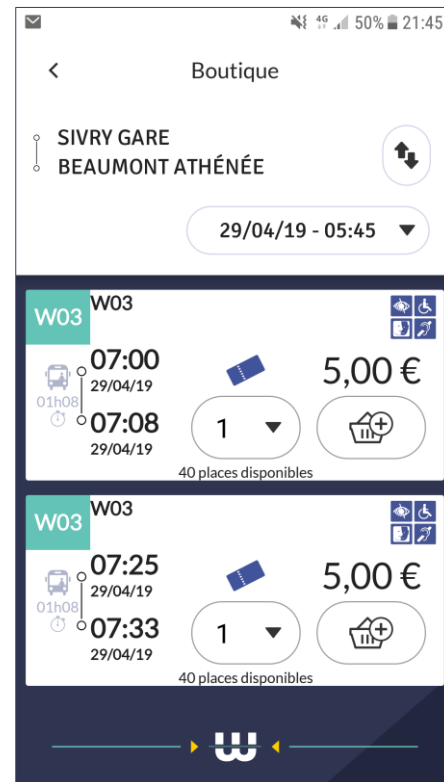 4G 50% 21:45
Boutique
SIVRY GARE
BEAUMONT ATHÉNÉE
29/04/19 - 05:45
W03 W03
07:00
29/04/19
5,00 €
01h08
07:08
29/04/19
1
40 places disponibles
W03 W03
07:25
29/04/19
5,00 €
01h08
07:33
29/04/19
1
40 places disponibles